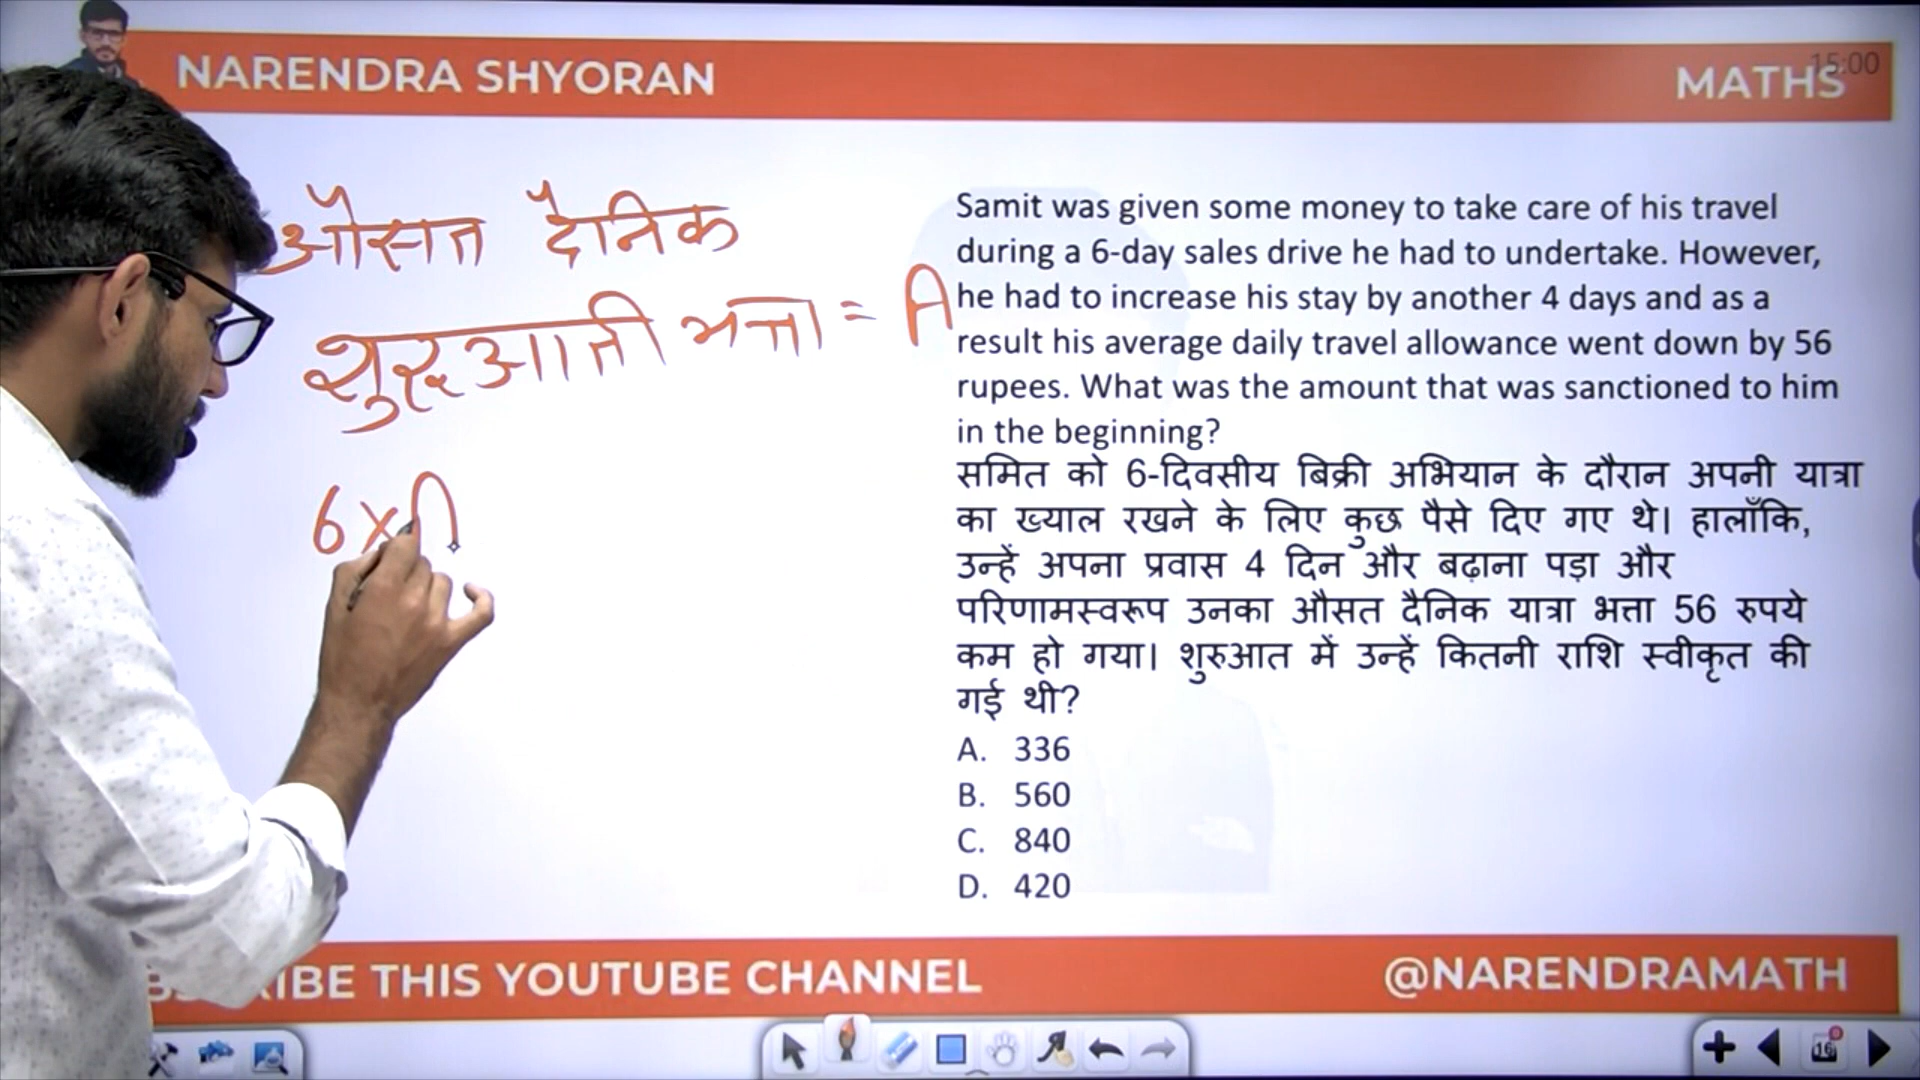 NARENDRA SHYORAN
MATHS
15:00
औसत दैनिक
शुरुआती भत्ता = A
6 x
Samit was given some money to take care of his travel
during a 6-day sales drive he had to undertake. However,
he had to increase his stay by another 4 days and as a
result his average daily travel allowance went down by 56
rupees. What was the amount that was sanctioned to him
in the beginning?
समित को 6-दिवसीय बिक्री अभियान के दौरान अपनी यात्रा
का ख्याल रखने के लिए कुछ पैसे दिए गए थे। हालाँकि,
उन्हें अपना प्रवास 4 दिन और बढ़ाना पड़ा और
परिणामस्वरूप उनका औसत दैनिक यात्रा भत्ता 56 रुपये
कम हो गया। शुरुआत में उन्हें कितनी राशि स्वीकृत की
गई थी?
A. 336
B. 560
C. 840
D. 420
IBE THIS YOUTUBE CHANNEL
@NARENDRAMATH
16